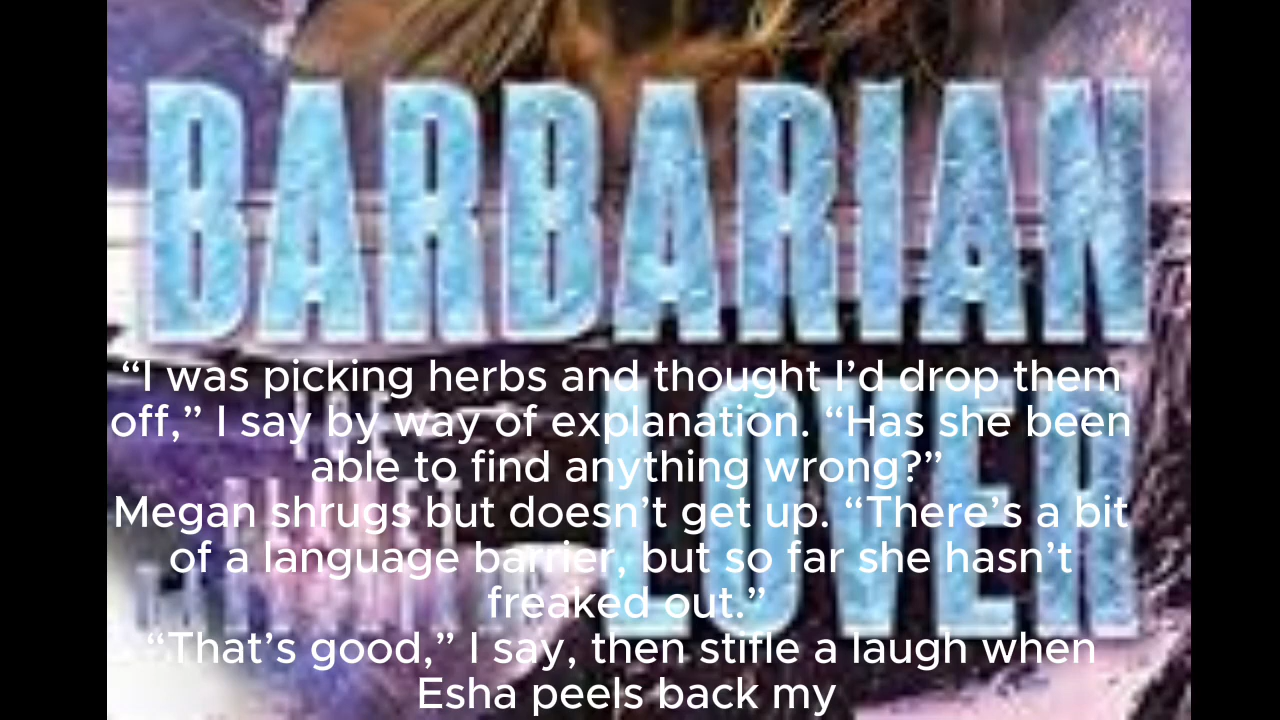 BARBARIAN
LOVER
“I was picking herbs and thought I’d drop them
off,” I say by way of explanation. “Has she been
able to find anything wrong?”
Megan shrugs but doesn’t get up. “There’s a bit
of a language barrier, but so far she hasn’t
freaked out.”
“That’s good,” I say, then stifle a laugh when
Esha peels back my